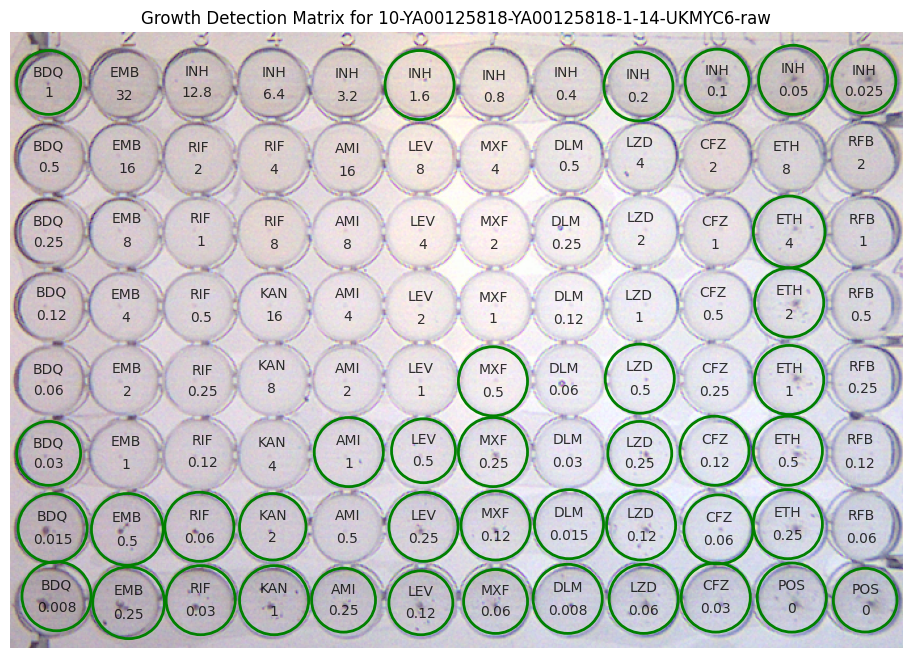 Growth Detection Matrix for 10-YA00125818-YA00125818-1-14-UKMYC6-raw
BDQ EMB INH INH INH INH INH INH INH INH INH INH
1 32 12.8 6.4 3.2 1.6 0.8 0.4 0.2 0.1 0.05 0.025
BDQ EMB RIF RIF AMI LEV MXF DLM LZD CFZ ETH RFB
0.5 16 2 4 16 8 4 0.5 4 2 8 2
BDQ EMB RIF RIF AMI LEV MXF DLM LZD CFZ ETH RFB
0.25 8 1 8 8 4 2 0.25 2 1 4 1
BDQ EMB RIF KAN AMI LEV MXF DLM LZD CFZ ETH RFB
0.12 4 0.5 16 4 2 1 0.12 1 0.5 2 0.5
BDQ EMB RIF KAN AMI LEV MXF DLM LZD CFZ ETH RFB
0.06 2 0.25 8 2 1 0.5 0.06 0.5 0.25 1 0.25
BDQ EMB RIF KAN AMI LEV MXF DLM LZD CFZ ETH RFB
0.03 1 0.12 4 1 0.5 0.25 0.03 0.25 0.12 0.5 0.12
BDQ EMB RIF KAN AMI LEV MXF DLM LZD CFZ ETH RFB
0.015 0.5 0.06 2 0.5 0.25 0.12 0.015 0.12 0.06 0.25 0.06
BDQ EMB RIF KAN AMI LEV MXF DLM LZD CFZ POS POS
0.008 0.25 0.03 1 0.25 0.12 0.06 0.008 0.06 0.03 0 0